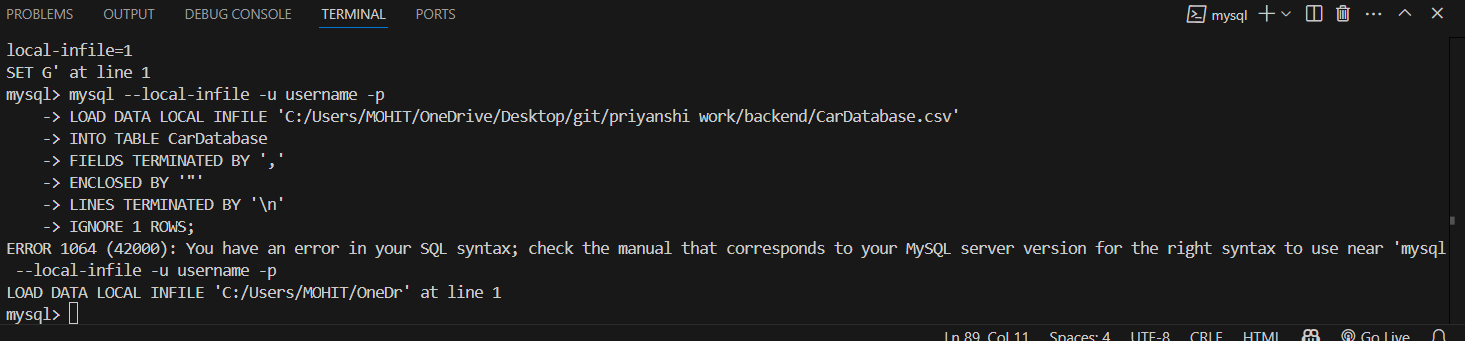 PROBLEMS OUTPUT DEBUG CONSOLE TERMINAL PORTS mysql
local-infile=1
SET G' at line 1
mysql> mysql --local-infile -u username -p
    -> LOAD DATA LOCAL INFILE 'C:/Users/MOHIT/OneDrive/Desktop/git/priyanshi work/backend/CarDatabase.csv'
    -> INTO TABLE CarDatabase
    -> FIELDS TERMINATED BY ','
    -> ENCLOSED BY '"'
    -> LINES TERMINATED BY '\n'
    -> IGNORE 1 ROWS;
ERROR 1064 (42000): You have an error in your SQL syntax; check the manual that corresponds to your MySQL server version for the right syntax to use near 'mysql
 --local-infile -u username -p
LOAD DATA LOCAL INFILE 'C:/Users/MOHIT/OneDr' at line 1
mysql>
Ln 89, Col 11 Spaces: 4 UTF-8 CRLF HTML Go Live